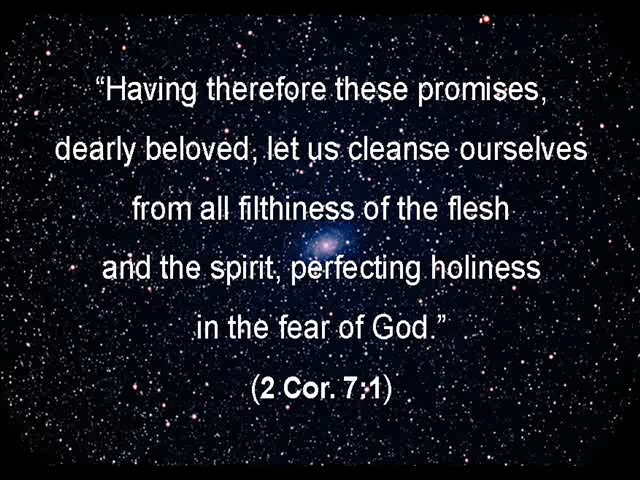 “Having therefore these promises,
dearly beloved, let us cleanse ourselves
from all filthiness of the flesh
and the spirit, perfecting holiness
in the fear of God.”
(2 Cor. 7:1)